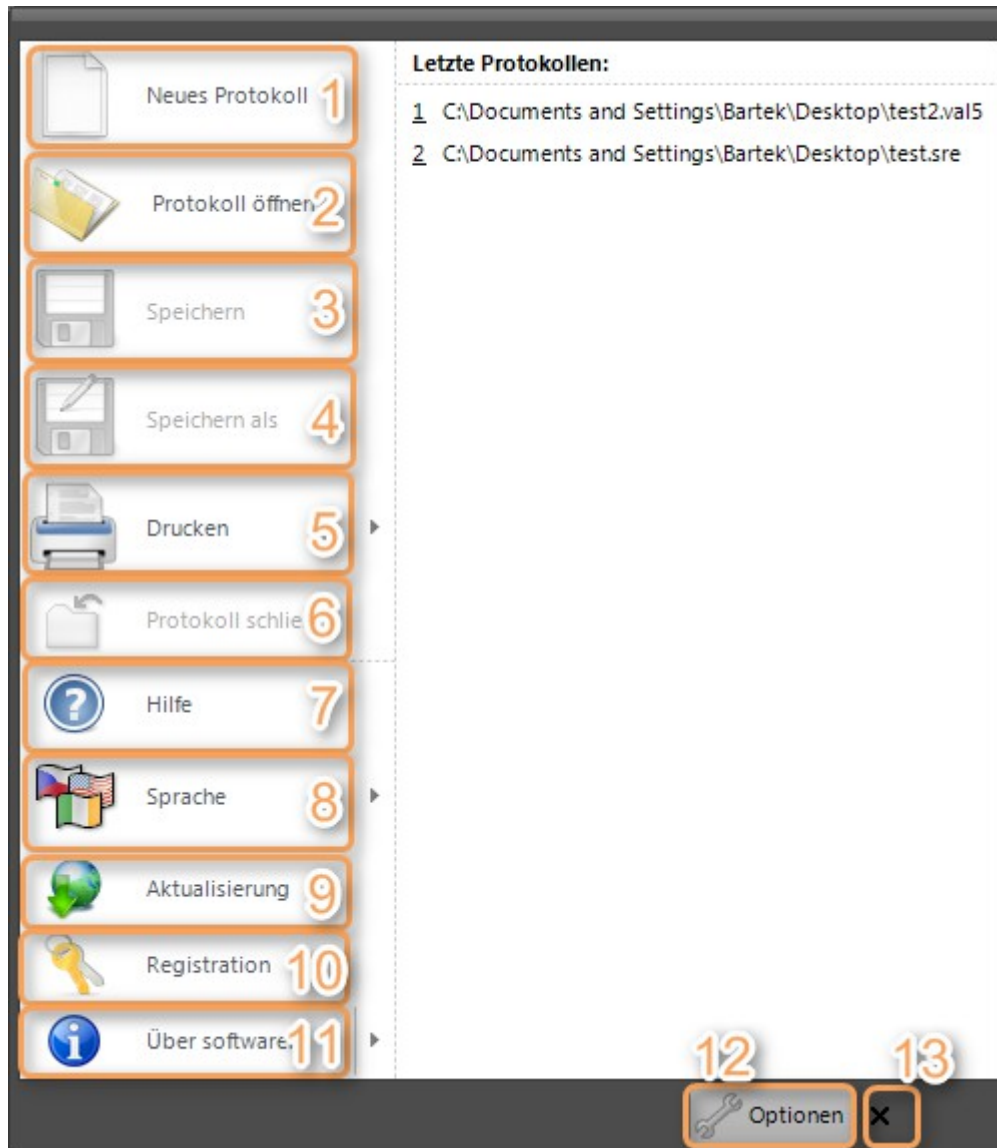 Neues Protokoll 1
Protokoll öffnen 2
Speichern 3
Speichern als 4
Drucken 5
Protokoll schlie 6
Hilfe 7
Sprache 8
Aktualisierung 9
Registration 10
Über software 11
Letzte Protokollen:
1 C:\Documents and Settings\Bartek\Desktop\test2.val5
2 C:\Documents and Settings\Bartek\Desktop\test.sre
12 13
Optionen